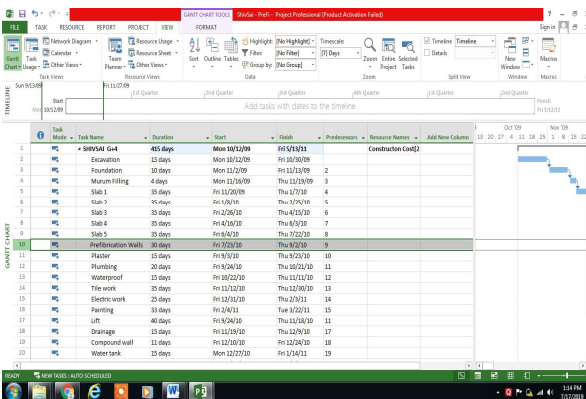 GANTT CHART TOOLS ShivSai - PreFi - Project Professional (Product Activation Failed)
FILE TASK RESOURCE REPORT PROJECT VIEW FORMAT Sign in
Gantt Chart Task Usage Network Diagram Calendar Other Views
Team Planner Resource Usage Resource Sheet Other Views
Sort Outline Tables Highlight: [No Highlight] Filter: [No Filter] Group by: [No Group]
Timescale [7] Days Zoom Entire Project Selected Tasks
Timeline Timeline Details
New Window Macros
Task Views Resource Views Data Zoom Split View Window Macros
TIMELINE
Sun 9/13/09 Fri 11/27/09
1st Quarter 2nd Quarter 3rd Quarter 4th Quarter 1st Quarter 2nd Quarter
Start Mon 10/12/09 Add tasks with dates to the timeline Finish Fri 5/13/11
GANTT CHART
Task Mode Task Name Duration Start Finish Predecessors Resource Names Add New Column
Oct '09 Nov '09
13 20 27 4 11 18 25 1 8 15 22
1 SHIVSAI G+4 415 days Mon 10/12/09 Fri 5/13/11 Constructon Cost[2
2 Excavation 15 days Mon 10/12/09 Fri 10/30/09
3 Foundation 10 days Mon 11/2/09 Fri 11/13/09 2
4 Murum Filling 4 days Mon 11/16/09 Thu 11/19/09 3
5 Slab 1 35 days Fri 11/20/09 Thu 1/7/10 4
6 Slab 2 35 days Fri 1/8/10 Thu 2/25/10 5
7 Slab 3 35 days Fri 2/26/10 Thu 4/15/10 6
8 Slab 4 35 days Fri 4/16/10 Thu 6/3/10 7
9 Slab 5 35 days Fri 6/4/10 Thu 7/22/10 8
10 Prefibrication Walls 30 days Fri 7/23/10 Thu 9/2/10 9
11 Plaster 15 days Fri 9/3/10 Thu 9/23/10 10
12 Plumbing 20 days Fri 9/24/10 Thu 10/21/10 11
13 Waterproof 15 days Fri 10/22/10 Thu 11/11/10 12
14 Tile work 35 days Fri 11/12/10 Thu 12/30/10 13
15 Electric work 25 days Fri 12/31/10 Thu 2/3/11 14
16 Painting 33 days Fri 2/4/11 Tue 3/22/11 15
17 Lift 40 days Fri 9/24/10 Thu 11/18/10 11
18 Drainage 15 days Fri 11/19/10 Thu 12/9/10 17
19 Compound wall 11 days Fri 12/10/10 Fri 12/24/10 18
20 Water tank 15 days Mon 12/27/10 Fri 1/14/11 19
READY NEW TASKS : AUTO SCHEDULED
1:14 PM
7/17/2019